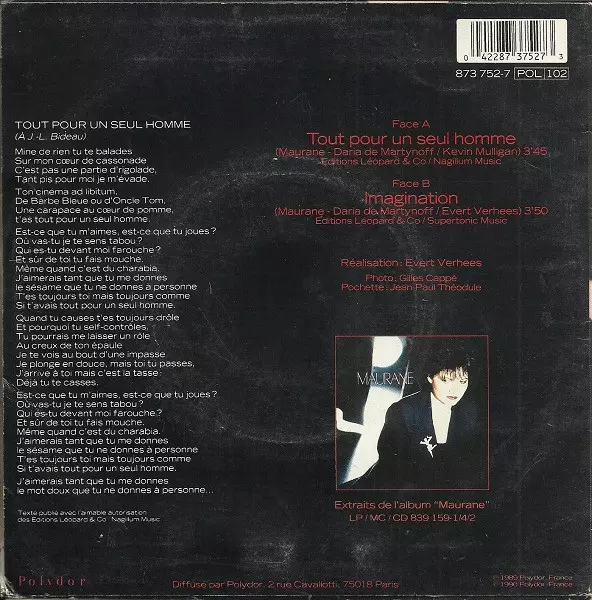 0 42287 37527 3
873 752-7 POL 102
TOUT POUR UN SEUL HOMME
(À J.-L. Bideau)
Mine de rien tu te balades
Sur mon cœur de cassonade
C'est pas une partie d'rigolade,
Tant pis pour moi je m'évade.
Ton cinéma ad libitum,
De Barbe Bleue ou d'Oncle Tom,
Une carapace au cœur de pomme,
t'as tout pour un seul homme.
Est-ce que tu m'aimes, est-ce que tu joues ?
Où vas-tu je te sens tabou ?
Qui es-tu devant moi farouche ?
Et sûr de toi tu fais mouche.
Même quand c'est du charabia.
J'aimerais tant que tu me donnes
le sésame que tu ne donnes à personne
T'es toujours toi mais toujours comme
Si t'avais tout pour un seul homme.
Quand tu causes t'es toujours drôle
Et pourquoi tu self-contrôles,
Tu pourrais me laisser un rôle
Au creux de ton épaule
Je te vois au bout d'une impasse
Je plonge en douce, mais toi tu passes,
J'arrive à toi mais c'est la tasse :
Déjà tu te casses.
Est-ce que tu m'aimes, est-ce que tu joues ?
Où vas-tu je te sens tabou ?
Qui es-tu devant moi farouche ?
Et sûr de toi tu fais mouche.
Même quand c'est du charabia.
J'aimerais tant que tu me donnes
le sésame que tu ne donnes à personne
T'es toujours toi mais toujours comme
Si t'avais tout pour un seul homme.
J'aimerais tant que tu me donnes
le mot doux que tu ne donnes à personne...
Texte publié avec l'aimable autorisation
des Editions Léopard & Co / Nagilium Music
Face A
Tout pour un seul homme
(Maurane - Daria de Martynoff / Kevin Mulligan) 3'45
Editions Léopard & Co / Nagilium Music
Face B
Imagination
(Maurane - Daria de Martynoff / Evert Verhees) 3'50
Editions Léopard & Co / Supertonic Music
Réalisation : Evert Verhees
Photo : Gilles Cappé
Pochette : Jean Paul Théodule
MAURANE
Extraits de l'album "Maurane"
LP / MC / CD 839 159-1/4/2
Polydor
Diffusé par Polydor, 2 rue Cavallotti, 75018 Paris
℗ 1989 Polydor, France
© 1990 Polydor, France